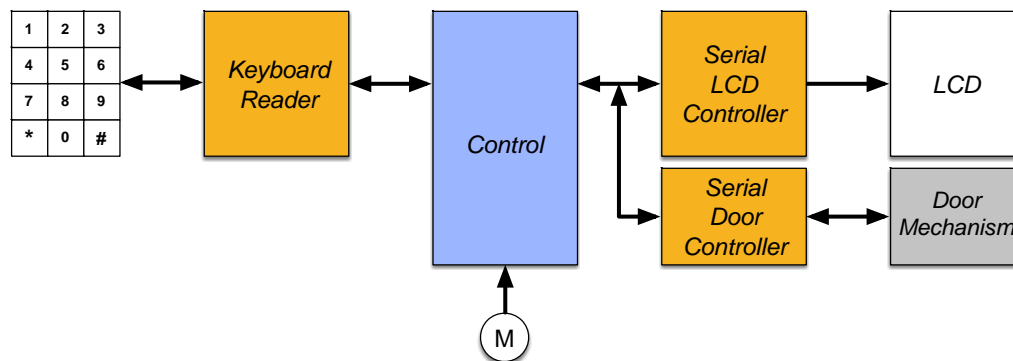 1 2 3
4 5 6
7 8 9
* 0 #
Keyboard
Reader
Control
Serial
LCD
Controller
LCD
Serial
Door
Controller
Door
Mechanism
M